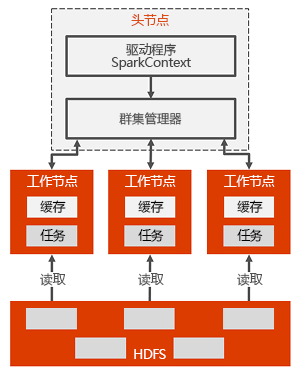 头节点
驱动程序
SparkContext
群集管理器
工作节点 工作节点 工作节点
缓存 缓存 缓存
任务 任务 任务
读取 读取 读取
HDFS